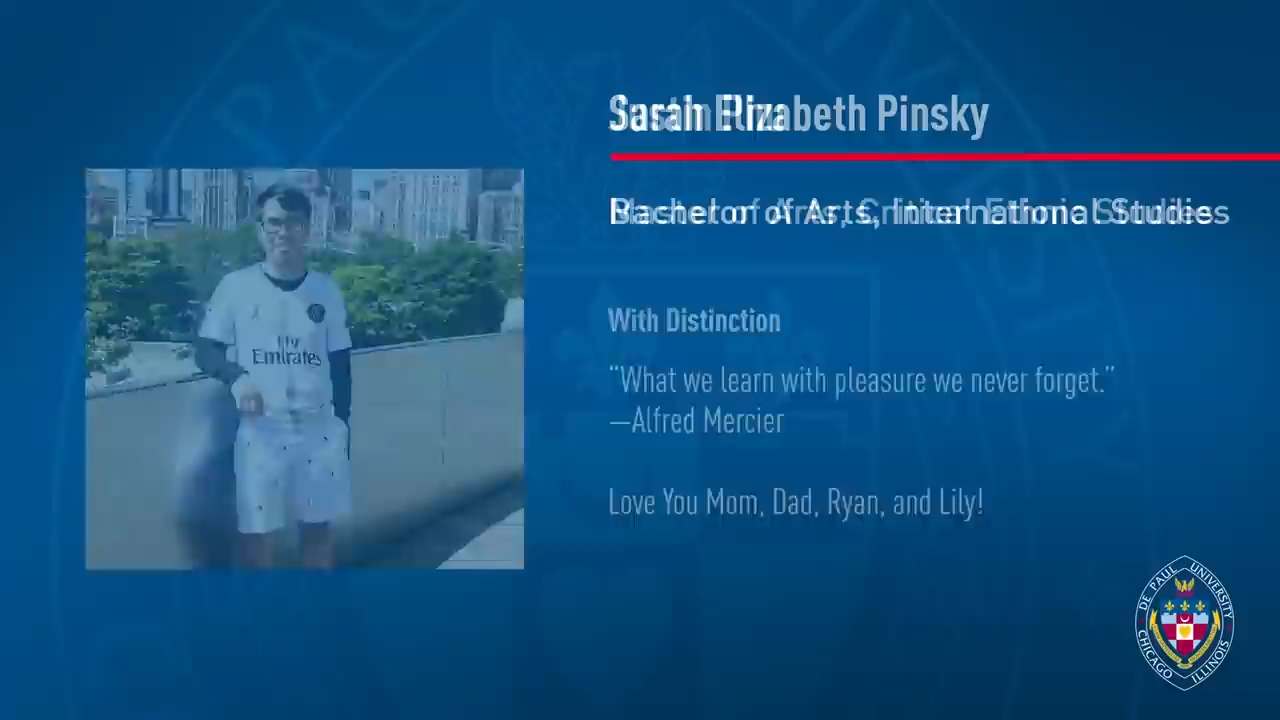 Sarah Elizabeth Pinsky
Bachelor of Arts, International Studies
With Distinction
“What we learn with pleasure we never forget.”
—Alfred Mercier
Love You Mom, Dad, Ryan, and Lily!
Fly
Emirates
DE PAUL UNIVERSITY
CHICAGO ILLINOIS